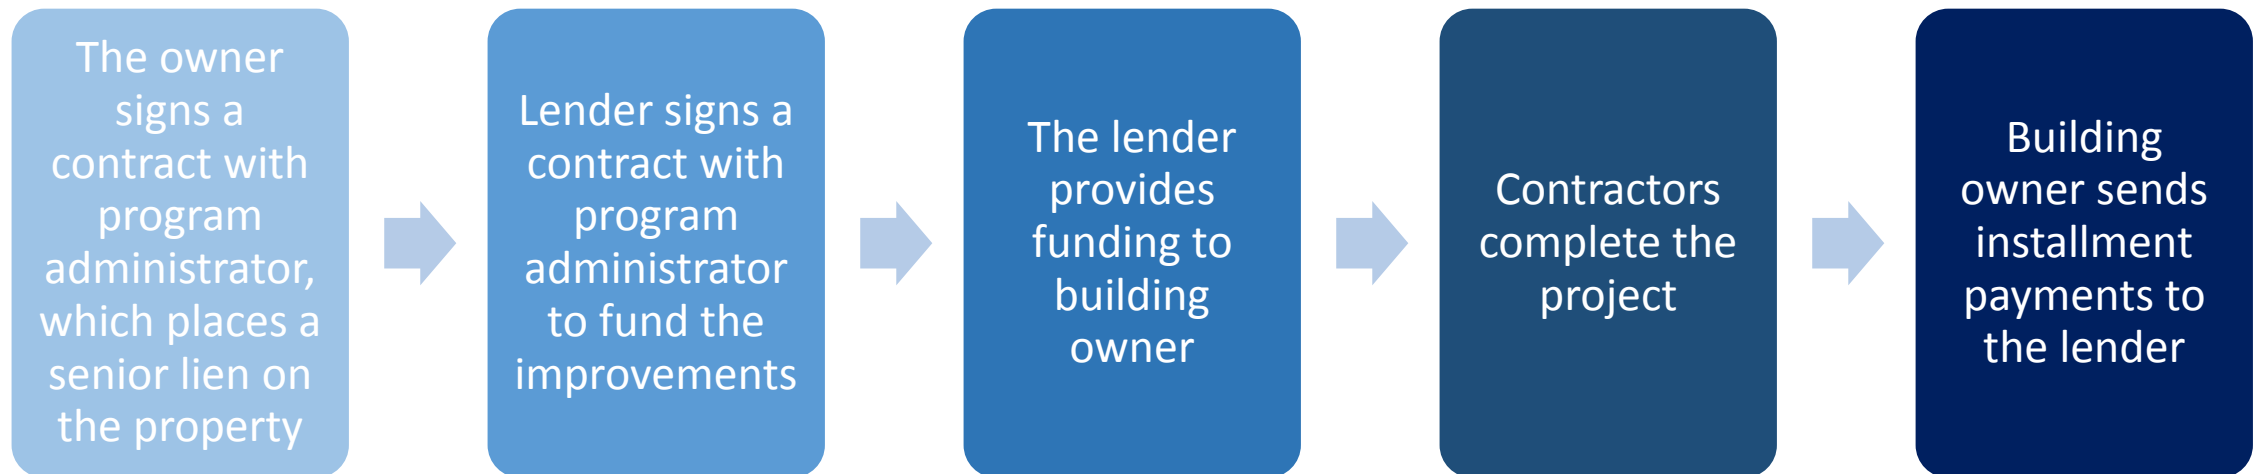 The owner
signs a
contract with
program
administrator,
which places a
senior lien on
the property
Lender signs a
contract with
program
administrator
to fund the
improvements
The lender
provides
funding to
building
owner
Contractors
complete the
project
Building
owner sends
installment
payments to
the lender